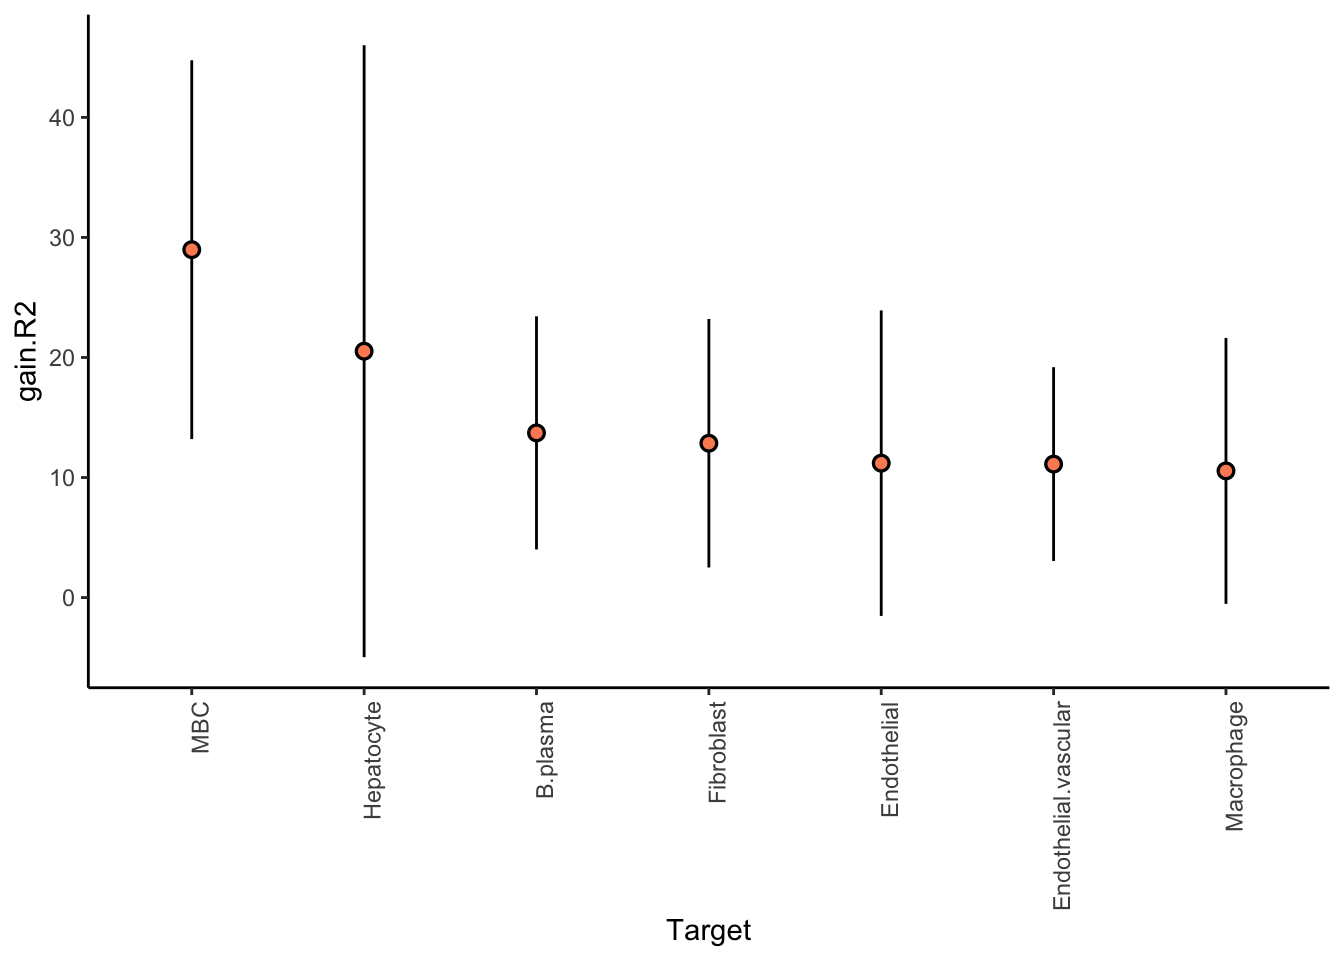 gain.R2
40
30
20
10
0
MBC
Hepatocyte
B.plasma
Fibroblast
Endothelial
Endothelial.vascular
Macrophage
Target